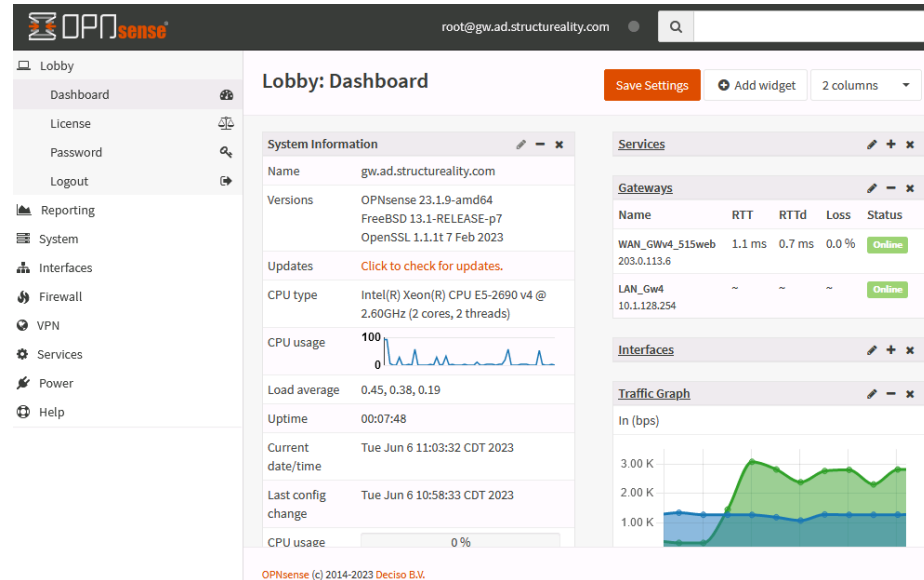 OPNsense
root@gw.ad.structureality.com
Lobby
Dashboard
License
Password
Logout
Reporting
System
Interfaces
Firewall
VPN
Services
Power
Help
Lobby: Dashboard
Save Settings
Add widget
2 columns
System Information
Name gw.ad.structureality.com
Versions OPNsense 23.1.9-amd64
FreeBSD 13.1-RELEASE-p7
OpenSSL 1.1.1t 7 Feb 2023
Updates Click to check for updates.
CPU type Intel(R) Xeon(R) CPU E5-2690 v4 @
2.60GHz (2 cores, 2 threads)
CPU usage 100
0
Load average 0.45, 0.38, 0.19
Uptime 00:07:48
Current
date/time Tue Jun 6 11:03:32 CDT 2023
Last config
change Tue Jun 6 10:58:33 CDT 2023
CPU usage 0 %
Services
Gateways
Name RTT RTTd Loss Status
WAN_GWv4_515web 1.1 ms 0.7 ms 0.0 % Online
203.0.113.6
LAN_Gw4 ~ ~ ~ Online
10.1.128.254
Interfaces
Traffic Graph
In (bps)
3.00 K
2.00 K
1.00 K
OPNsense (c) 2014-2023 Deciso B.V.